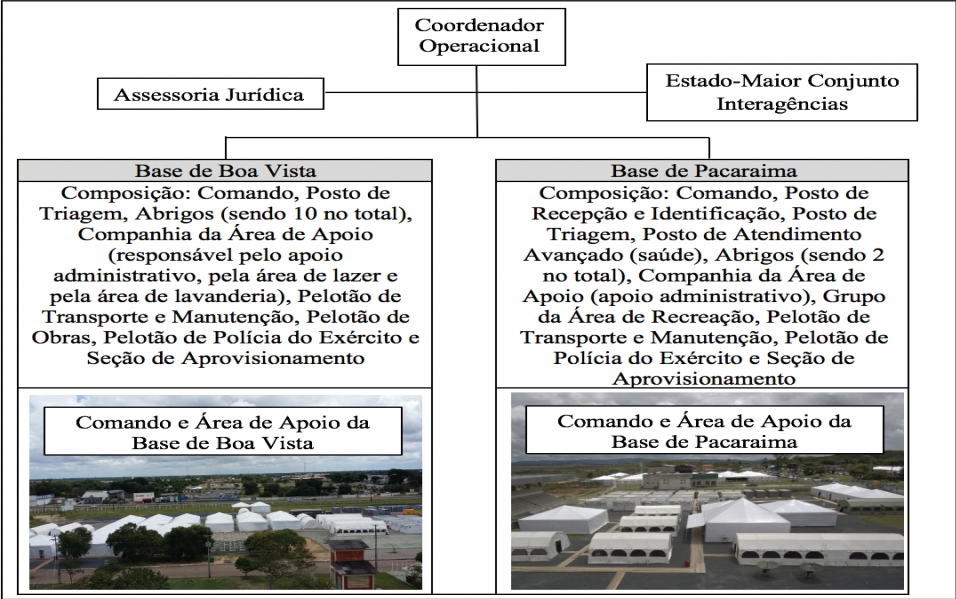 Coordenador
Operacional
Assessoria Jurídica
Estado-Maior Conjunto
Interagências
Base de Boa Vista
Composição: Comando, Posto de
Triagem, Abrigos (sendo 10 no total),
Companhia da Área de Apoio
(responsável pelo apoio
administrativo, pela área de lazer e
pela área de lavanderia), Pelotão de
Transporte e Manutenção, Pelotão de
Obras, Pelotão de Polícia do Exército e
Seção de Aprovisionamento
Comando e Área de Apoio da
Base de Boa Vista
Base de Pacaraima
Composição: Comando, Posto de
Recepção e Identificação, Posto de
Triagem, Posto de Atendimento
Avançado (saúde), Abrigos (sendo 2
no total), Companhia da Área de
Apoio (apoio administrativo), Grupo
da Área de Recreação, Pelotão de
Transporte e Manutenção, Pelotão de
Polícia do Exército e Seção de
Aprovisionamento
Comando e Área de Apoio da
Base de Pacaraima